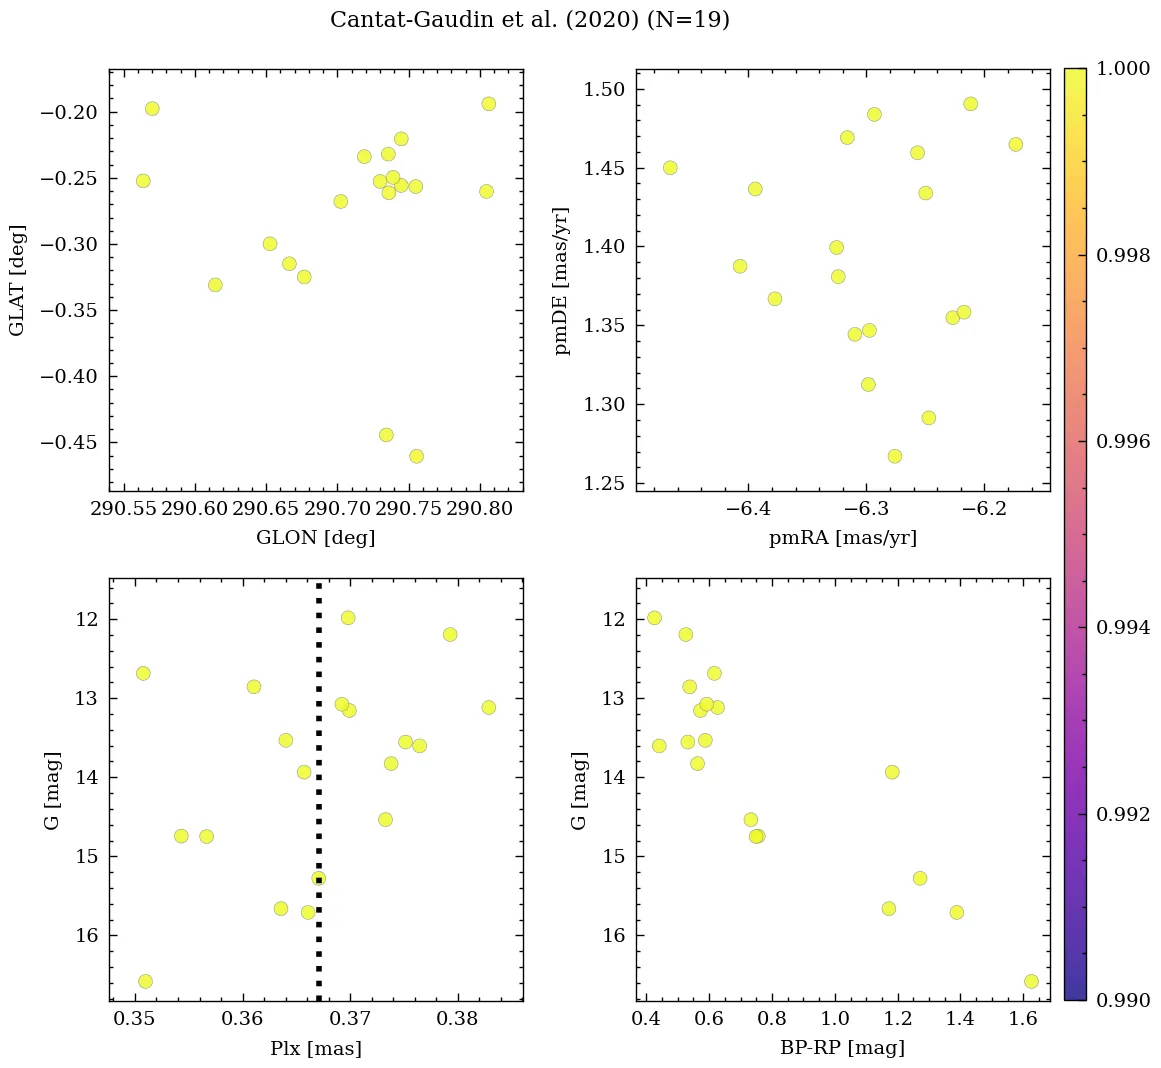 Cantat-Gaudin et al. (2020) (N=19)
−0.20
−0.25
−0.30
−0.35
−0.40
−0.45
GLAT [deg]
290.55 290.60 290.65 290.70 290.75 290.80
GLON [deg]
1.50
1.45
1.40
1.35
1.30
1.25
pmDE [mas/yr]
−6.4 −6.3 −6.2
pmRA [mas/yr]
1.000
0.998
0.996
0.994
0.992
0.990
12
13
14
15
16
G [mag]
0.35 0.36 0.37 0.38
Plx [mas]
12
13
14
15
16
G [mag]
0.4 0.6 0.8 1.0 1.2 1.4 1.6
BP-RP [mag]